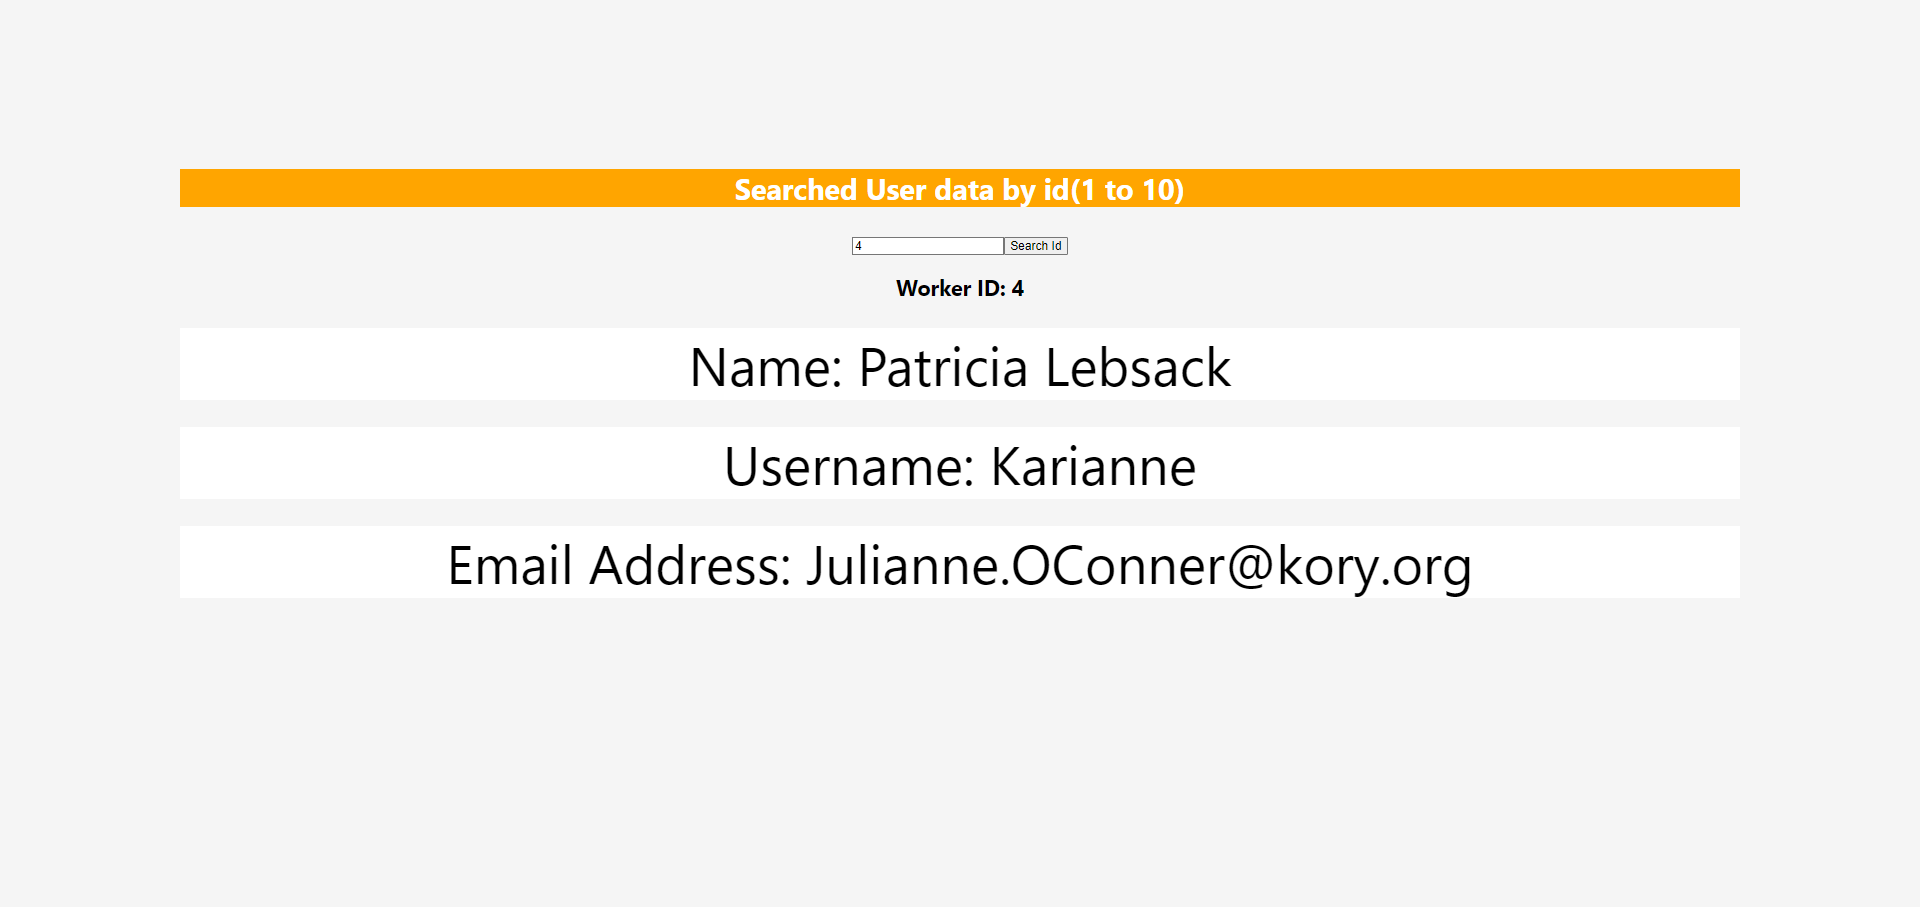 Searched User data by id(1 to 10)
4 Search Id
Worker ID: 4
Name: Patricia Lebsack
Username: Karianne
Email Address: Julianne.OConner@kory.org